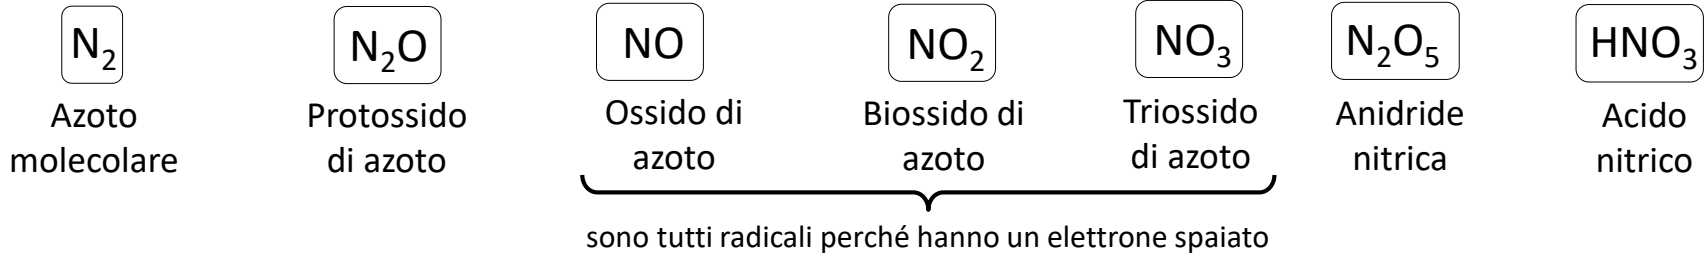 N₂ N₂O NO NO₂ NO₃ N₂O₅ HNO₃
Azoto Protossido Ossido di Biossido di Triossido Anidride Acido
molecolare di azoto azoto azoto di azoto nitrica nitrico
sono tutti radicali perché hanno un elettrone spaiato